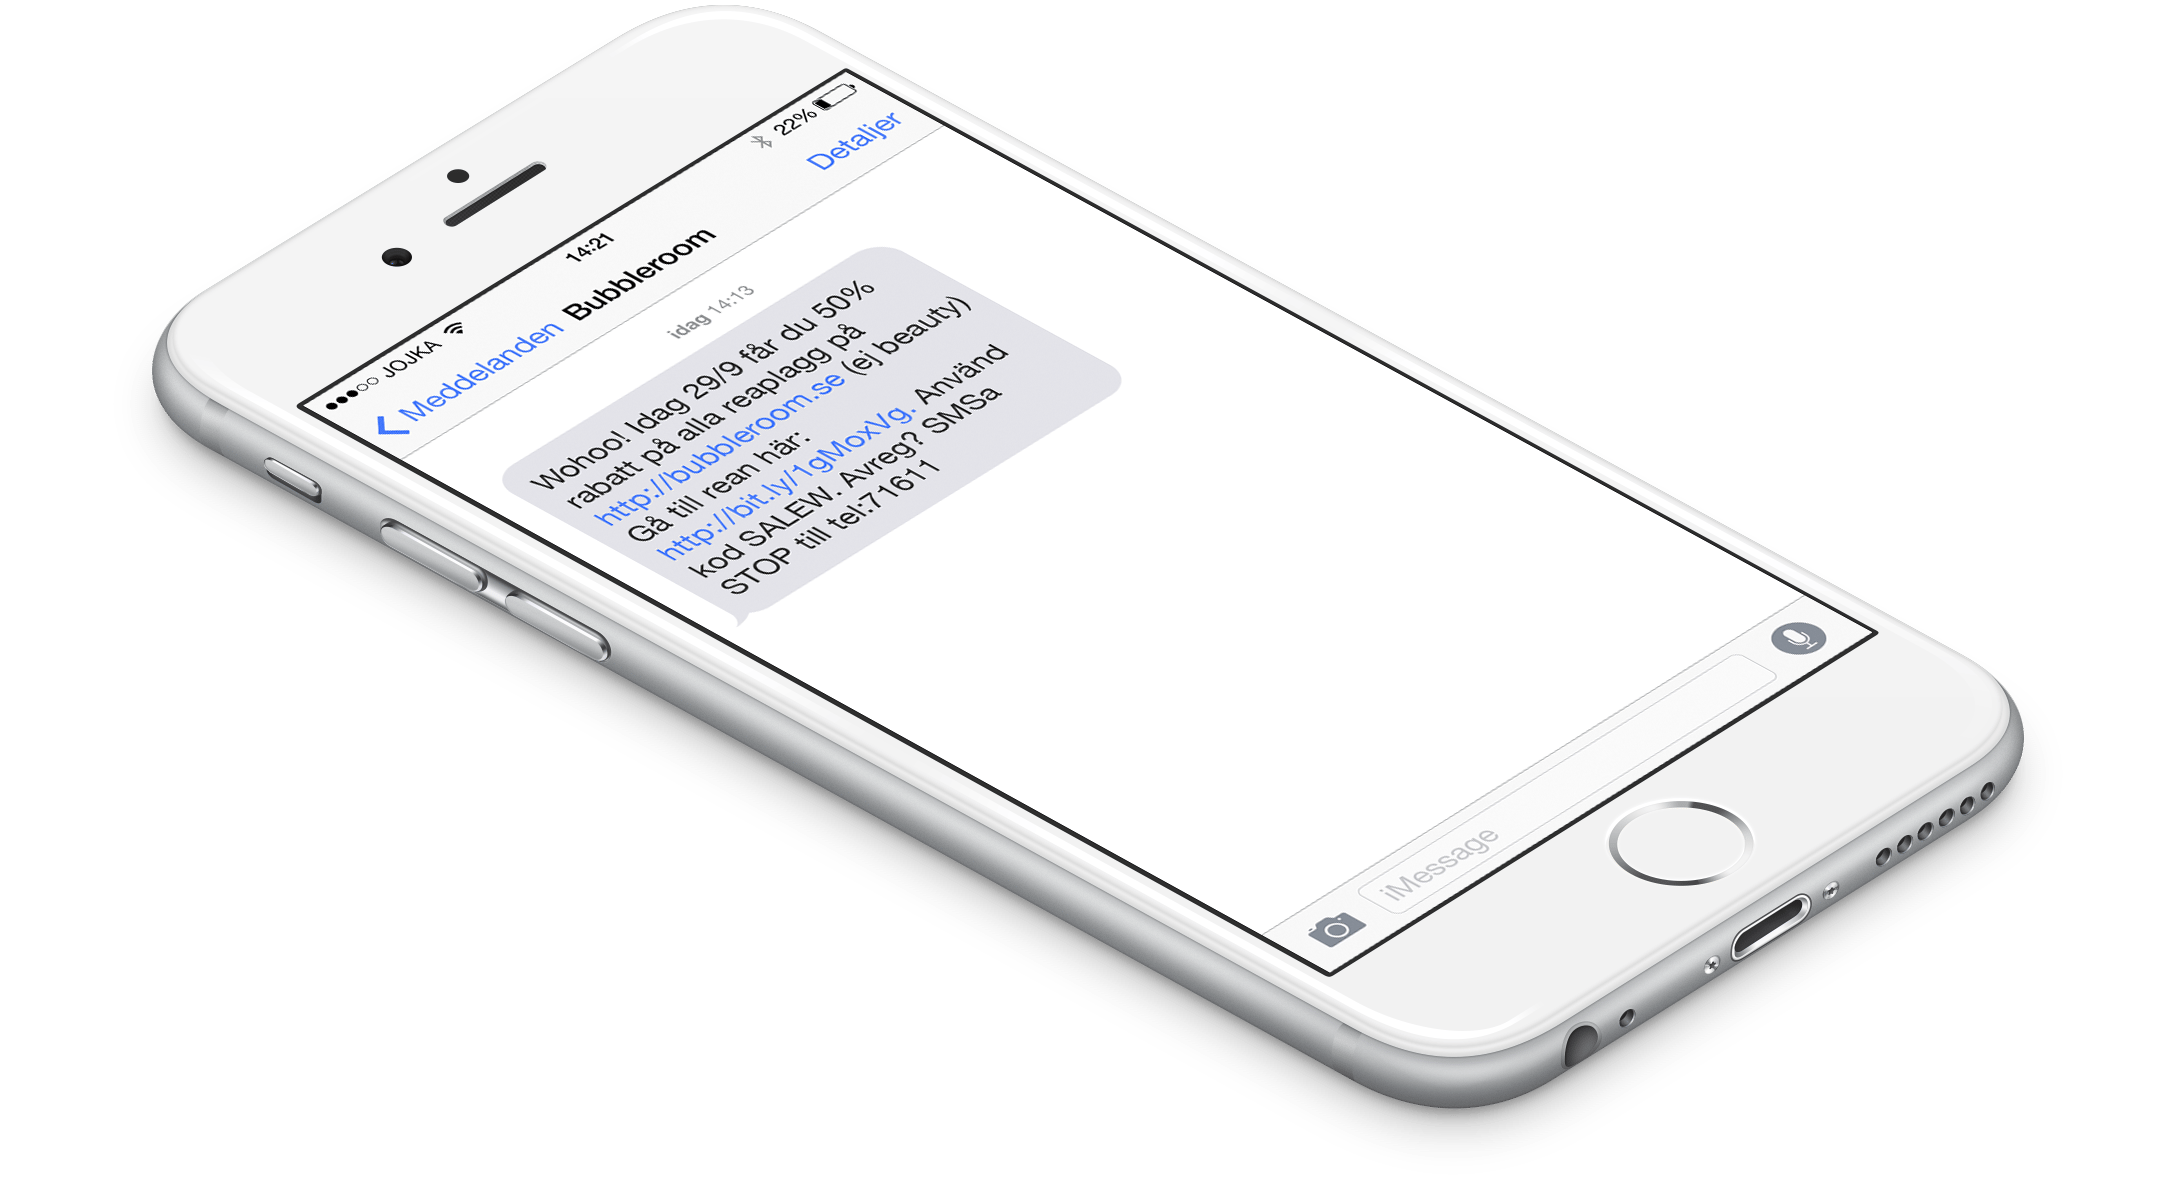 JOJKA 14:21 22%
Meddelanden Bubbleroom Detaljer
idag 14:13
Wohoo! Idag 29/9 får du 50%
rabatt på alla reaplagg på
http://bubbleroom.se (ej beauty)
Gå till rean här:
http://bit.ly/1gMoxVg. Använd
kod SALEW. Avreg? SMSa
STOP till tel:71611
iMessage